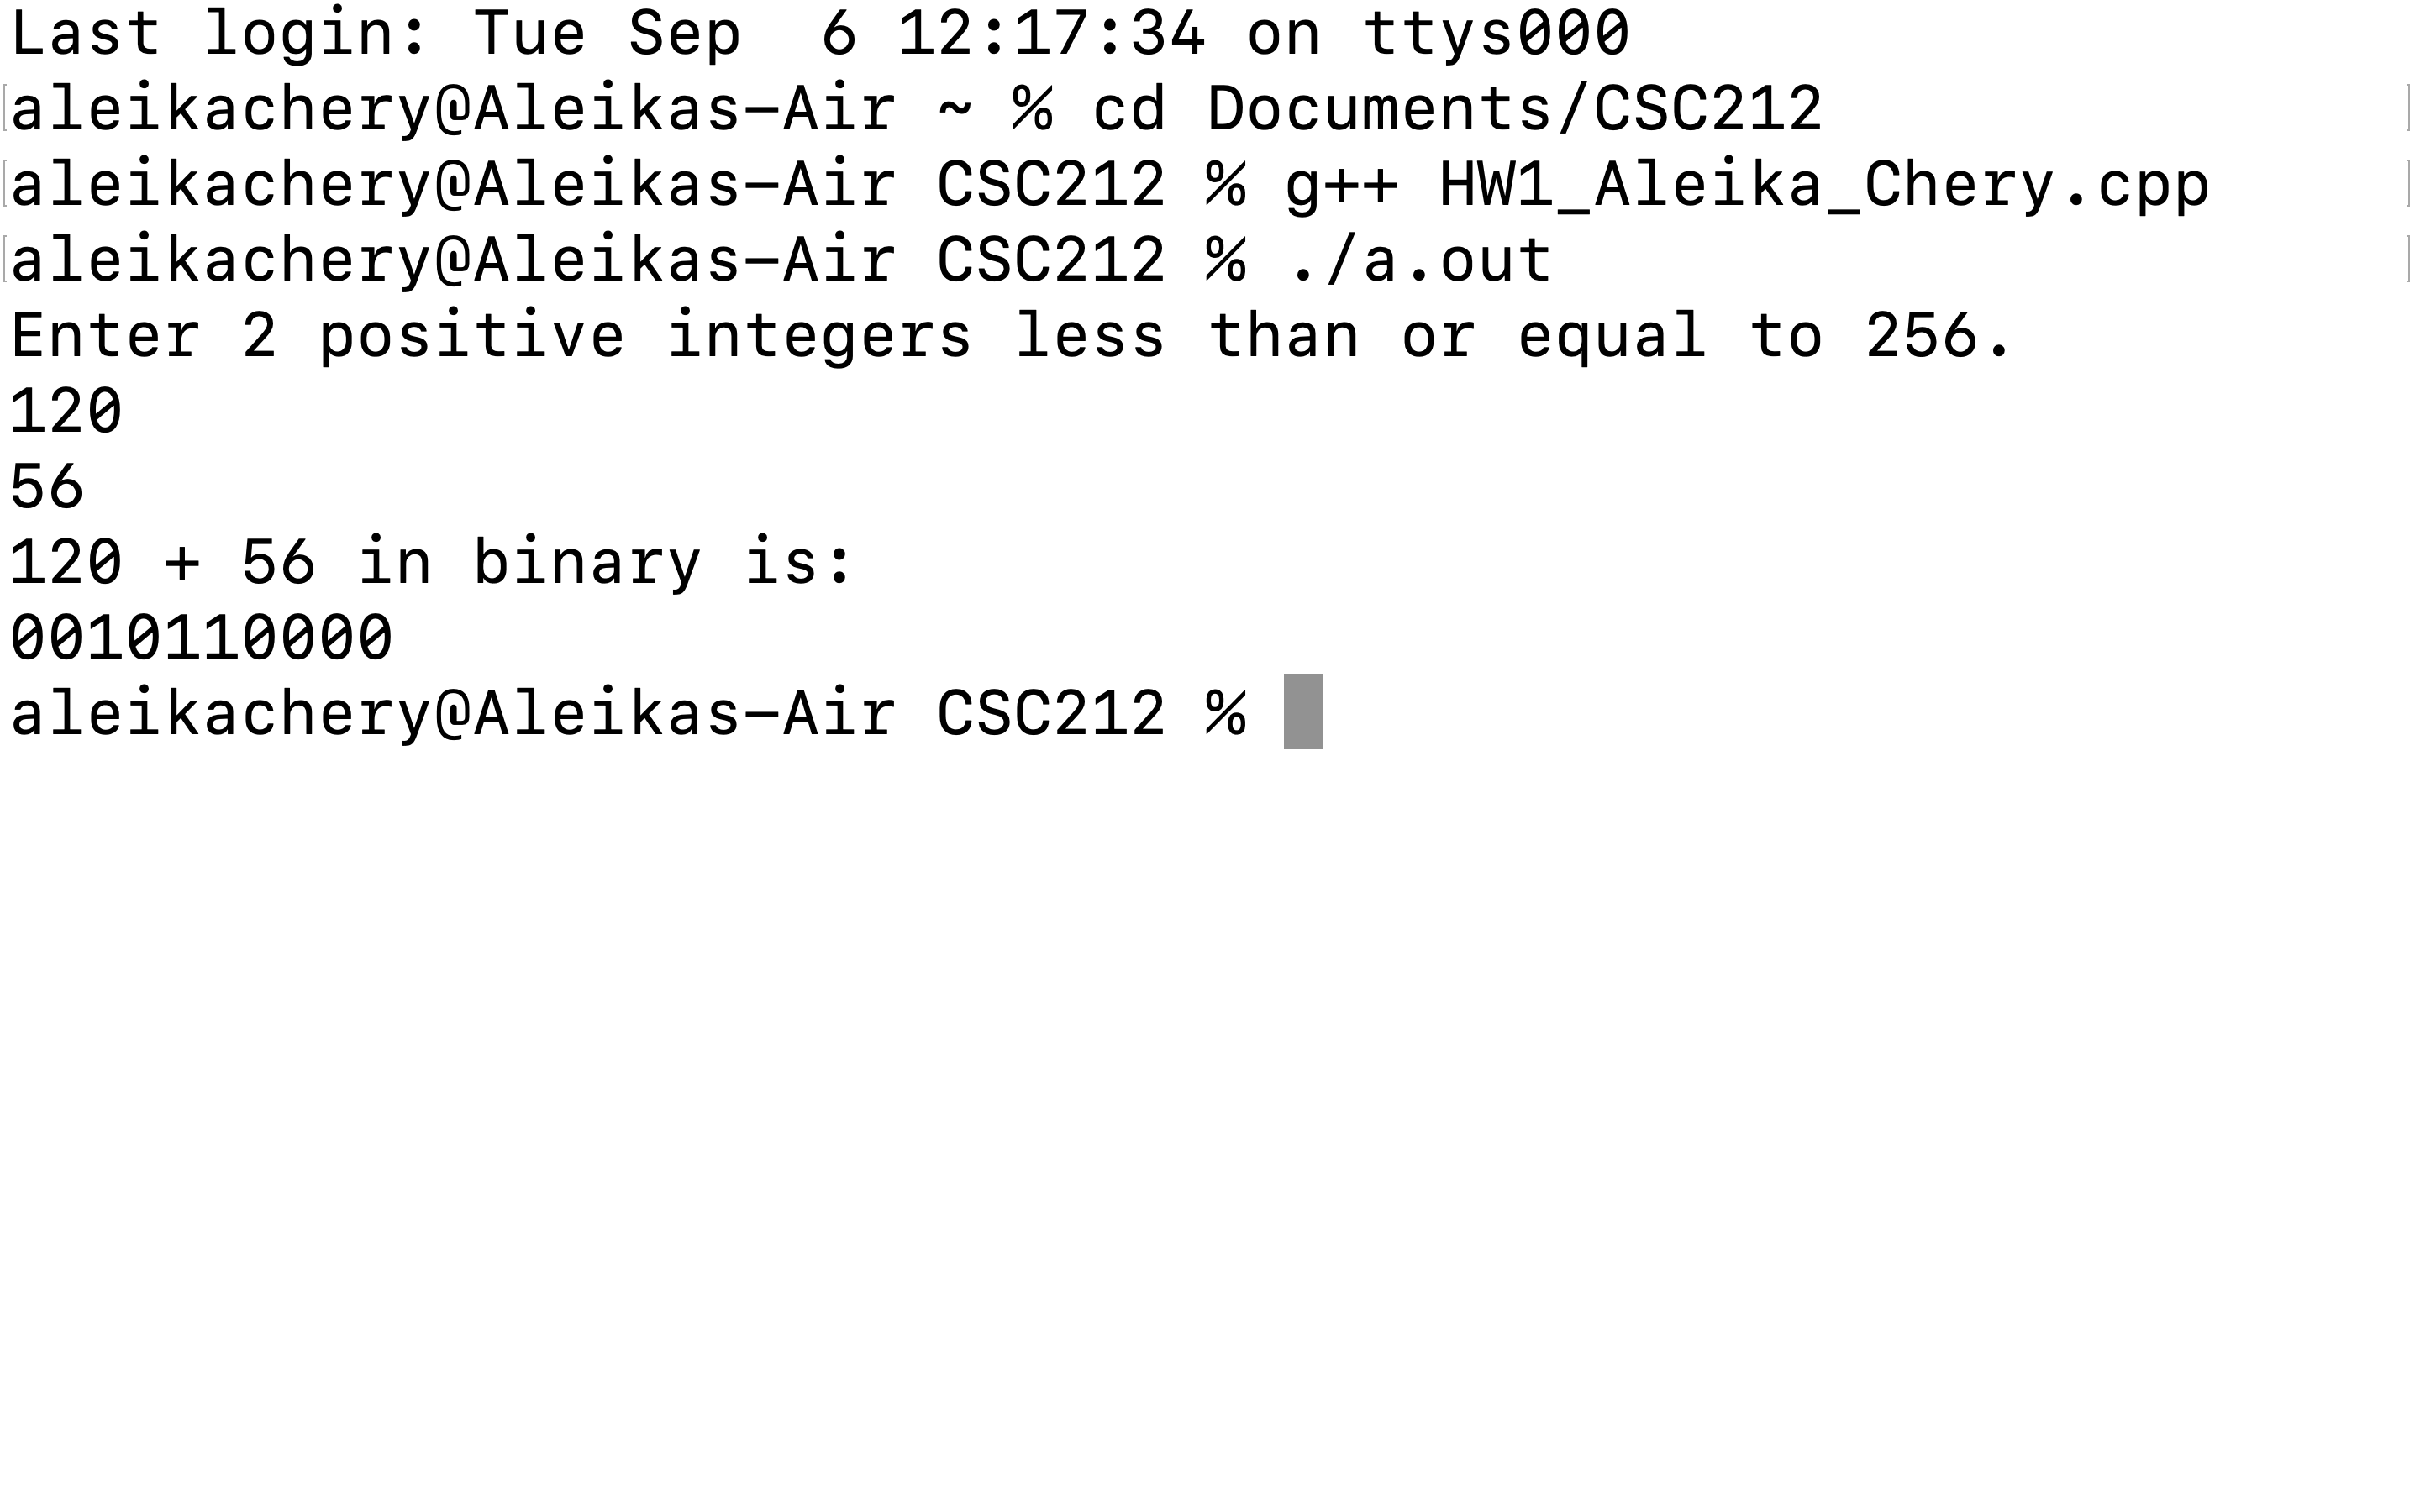 Last login: Tue Sep  6 12:17:34 on ttys000
aleikachery@Aleikas-Air ~ % cd Documents/CSC212
aleikachery@Aleikas-Air CSC212 % g++ HW1_Aleika_Chery.cpp
aleikachery@Aleikas-Air CSC212 % ./a.out
Enter 2 positive integers less than or equal to 256.
120
56
120 + 56 in binary is:
0010110000
aleikachery@Aleikas-Air CSC212 %